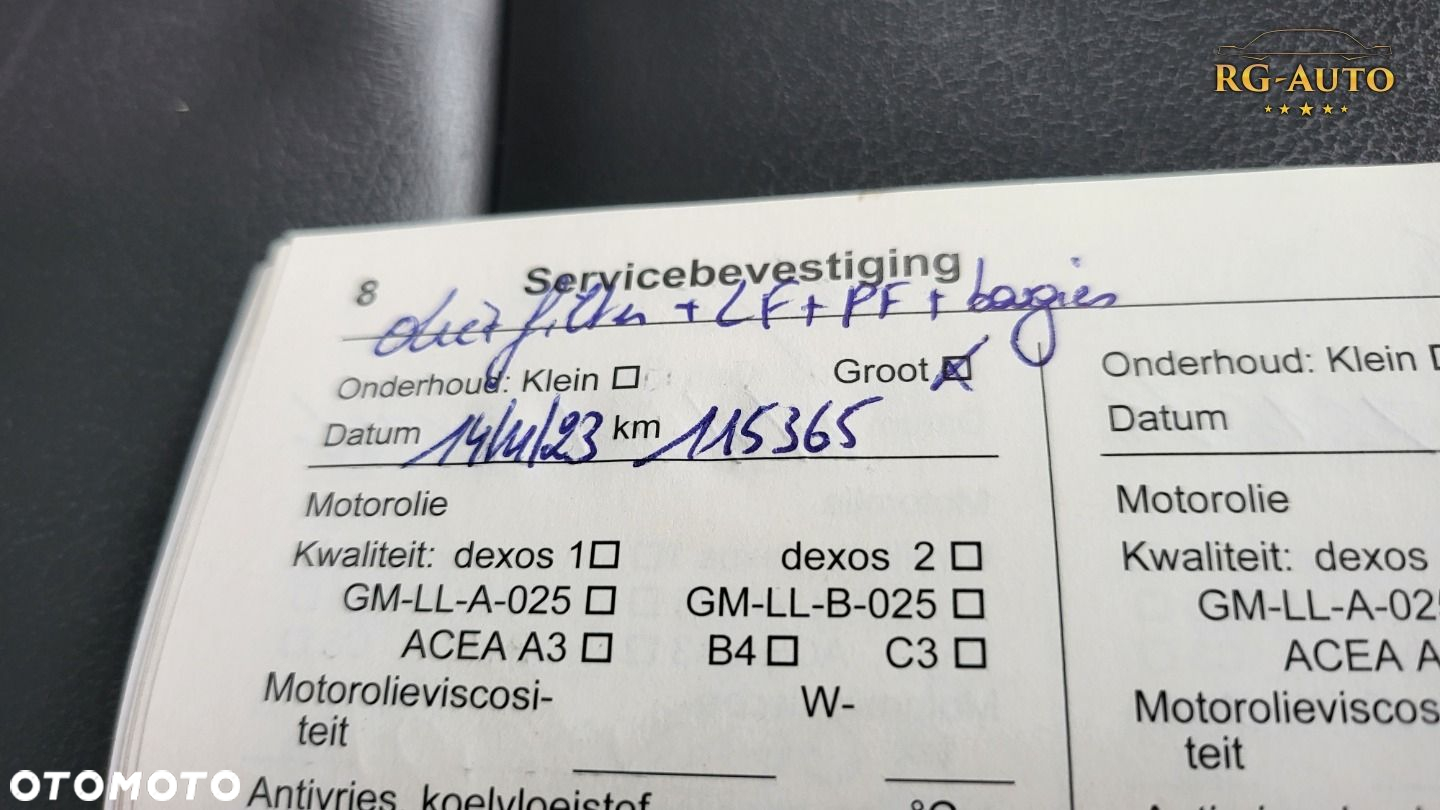 RG-AUTO
8 Servicebevestiging
+ LF + PF + bougies
Onderhoud: Klein Groot
Onderhoud: Klein
Datum 14/11/23 km 115365
Datum
Motorolie
Motorolie
Kwaliteit: dexos 1 dexos 2
Kwaliteit: dexos
GM-LL-A-025 GM-LL-B-025
GM-LL-A-025
ACEA A3 B4 C3
ACEA A
Motorolieviscosi-
teit W-
Motorolieviscos
teit
Antivries koelvloeistof °C
OTOMOTO